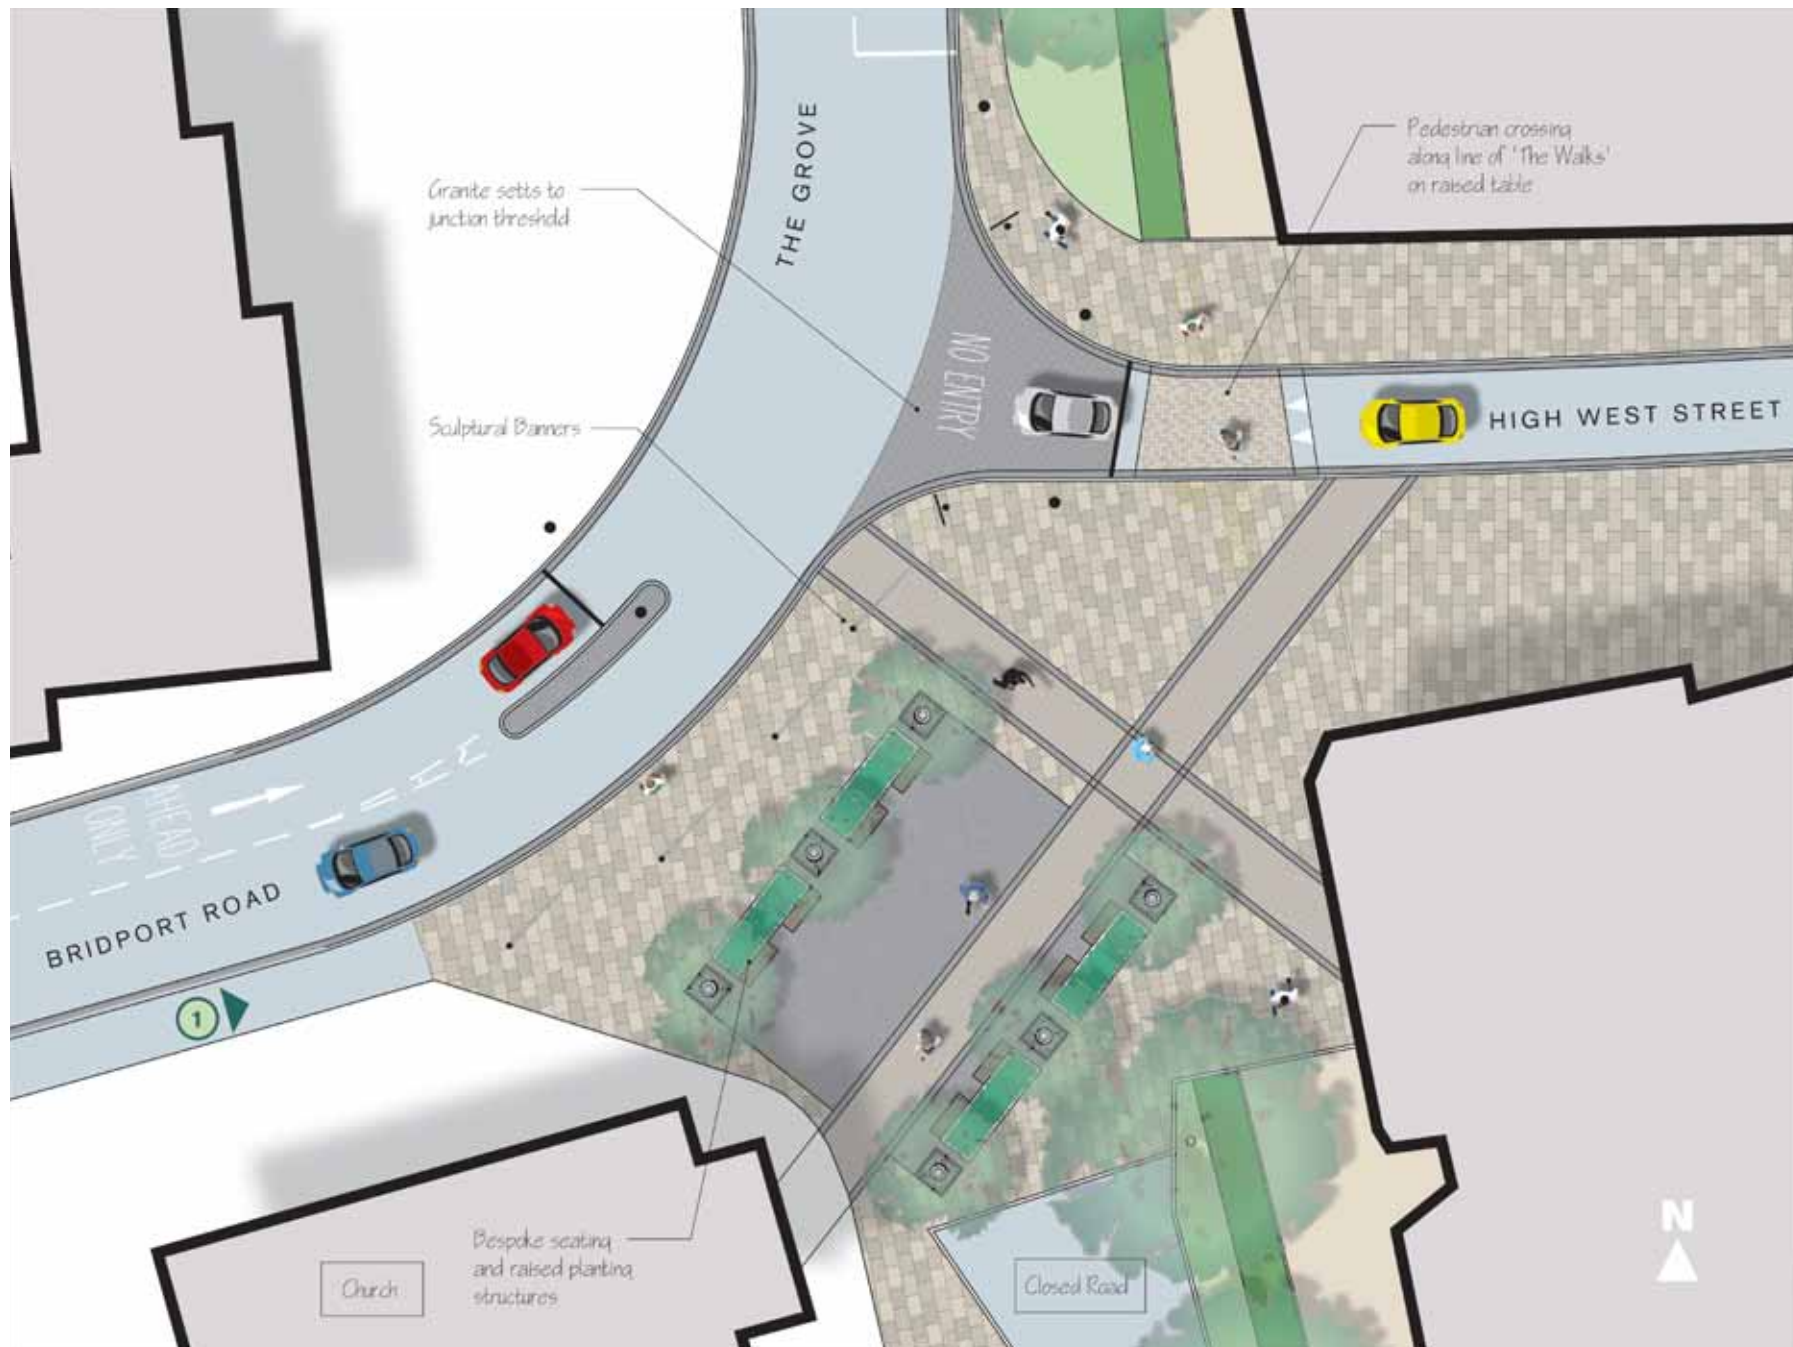 THE GROVE
Pedestrian crossing
along line of 'The Walks'
on raised table
Granite setts to
junction threshold
NO ENTRY
Sculptural Banners
HIGH WEST STREET
AHEAD
ONLY
BRIDPORT ROAD
1
Bespoke seating
and raised planting
structures
Church
Closed Road
N